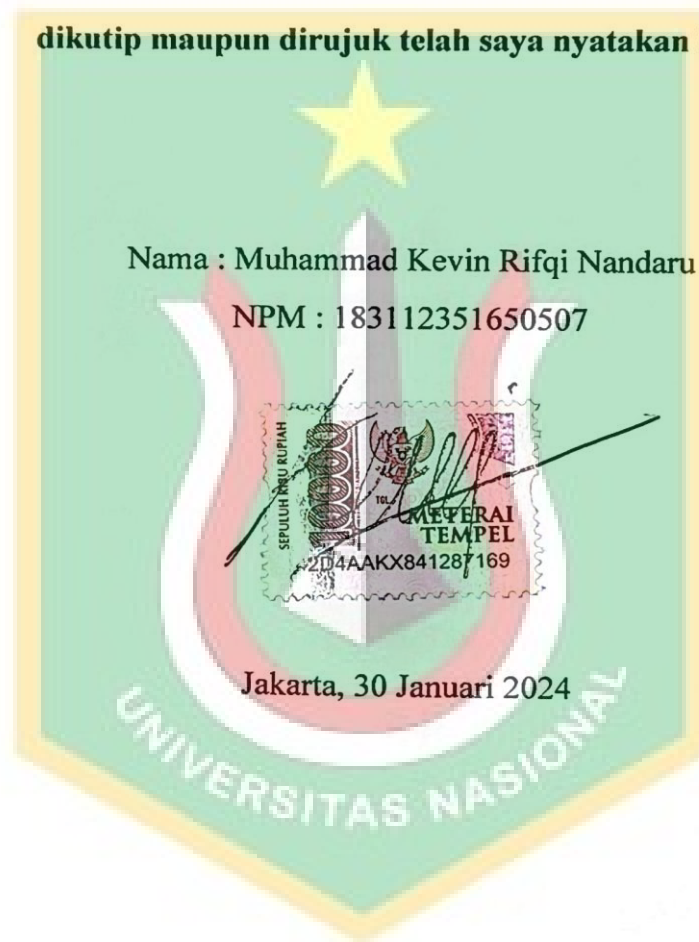 dikutip maupun dirujuk telah saya nyatakan
Nama : Muhammad Kevin Rifqi Nandaru
NPM : 183112351650507
SEPULUH RIBU RUPIAH
10000
TGL.
METERAI
TEMPEL
2D4AAKX841287169
Jakarta, 30 Januari 2024
UNIVERSITAS NASIONAL